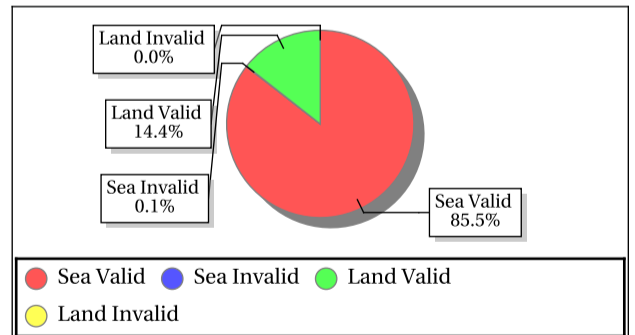 Land Invalid
0.0%
Land Valid
14.4%
Sea Invalid
0.1%
Sea Valid
85.5%
Sea Valid Sea Invalid Land Valid
Land Invalid